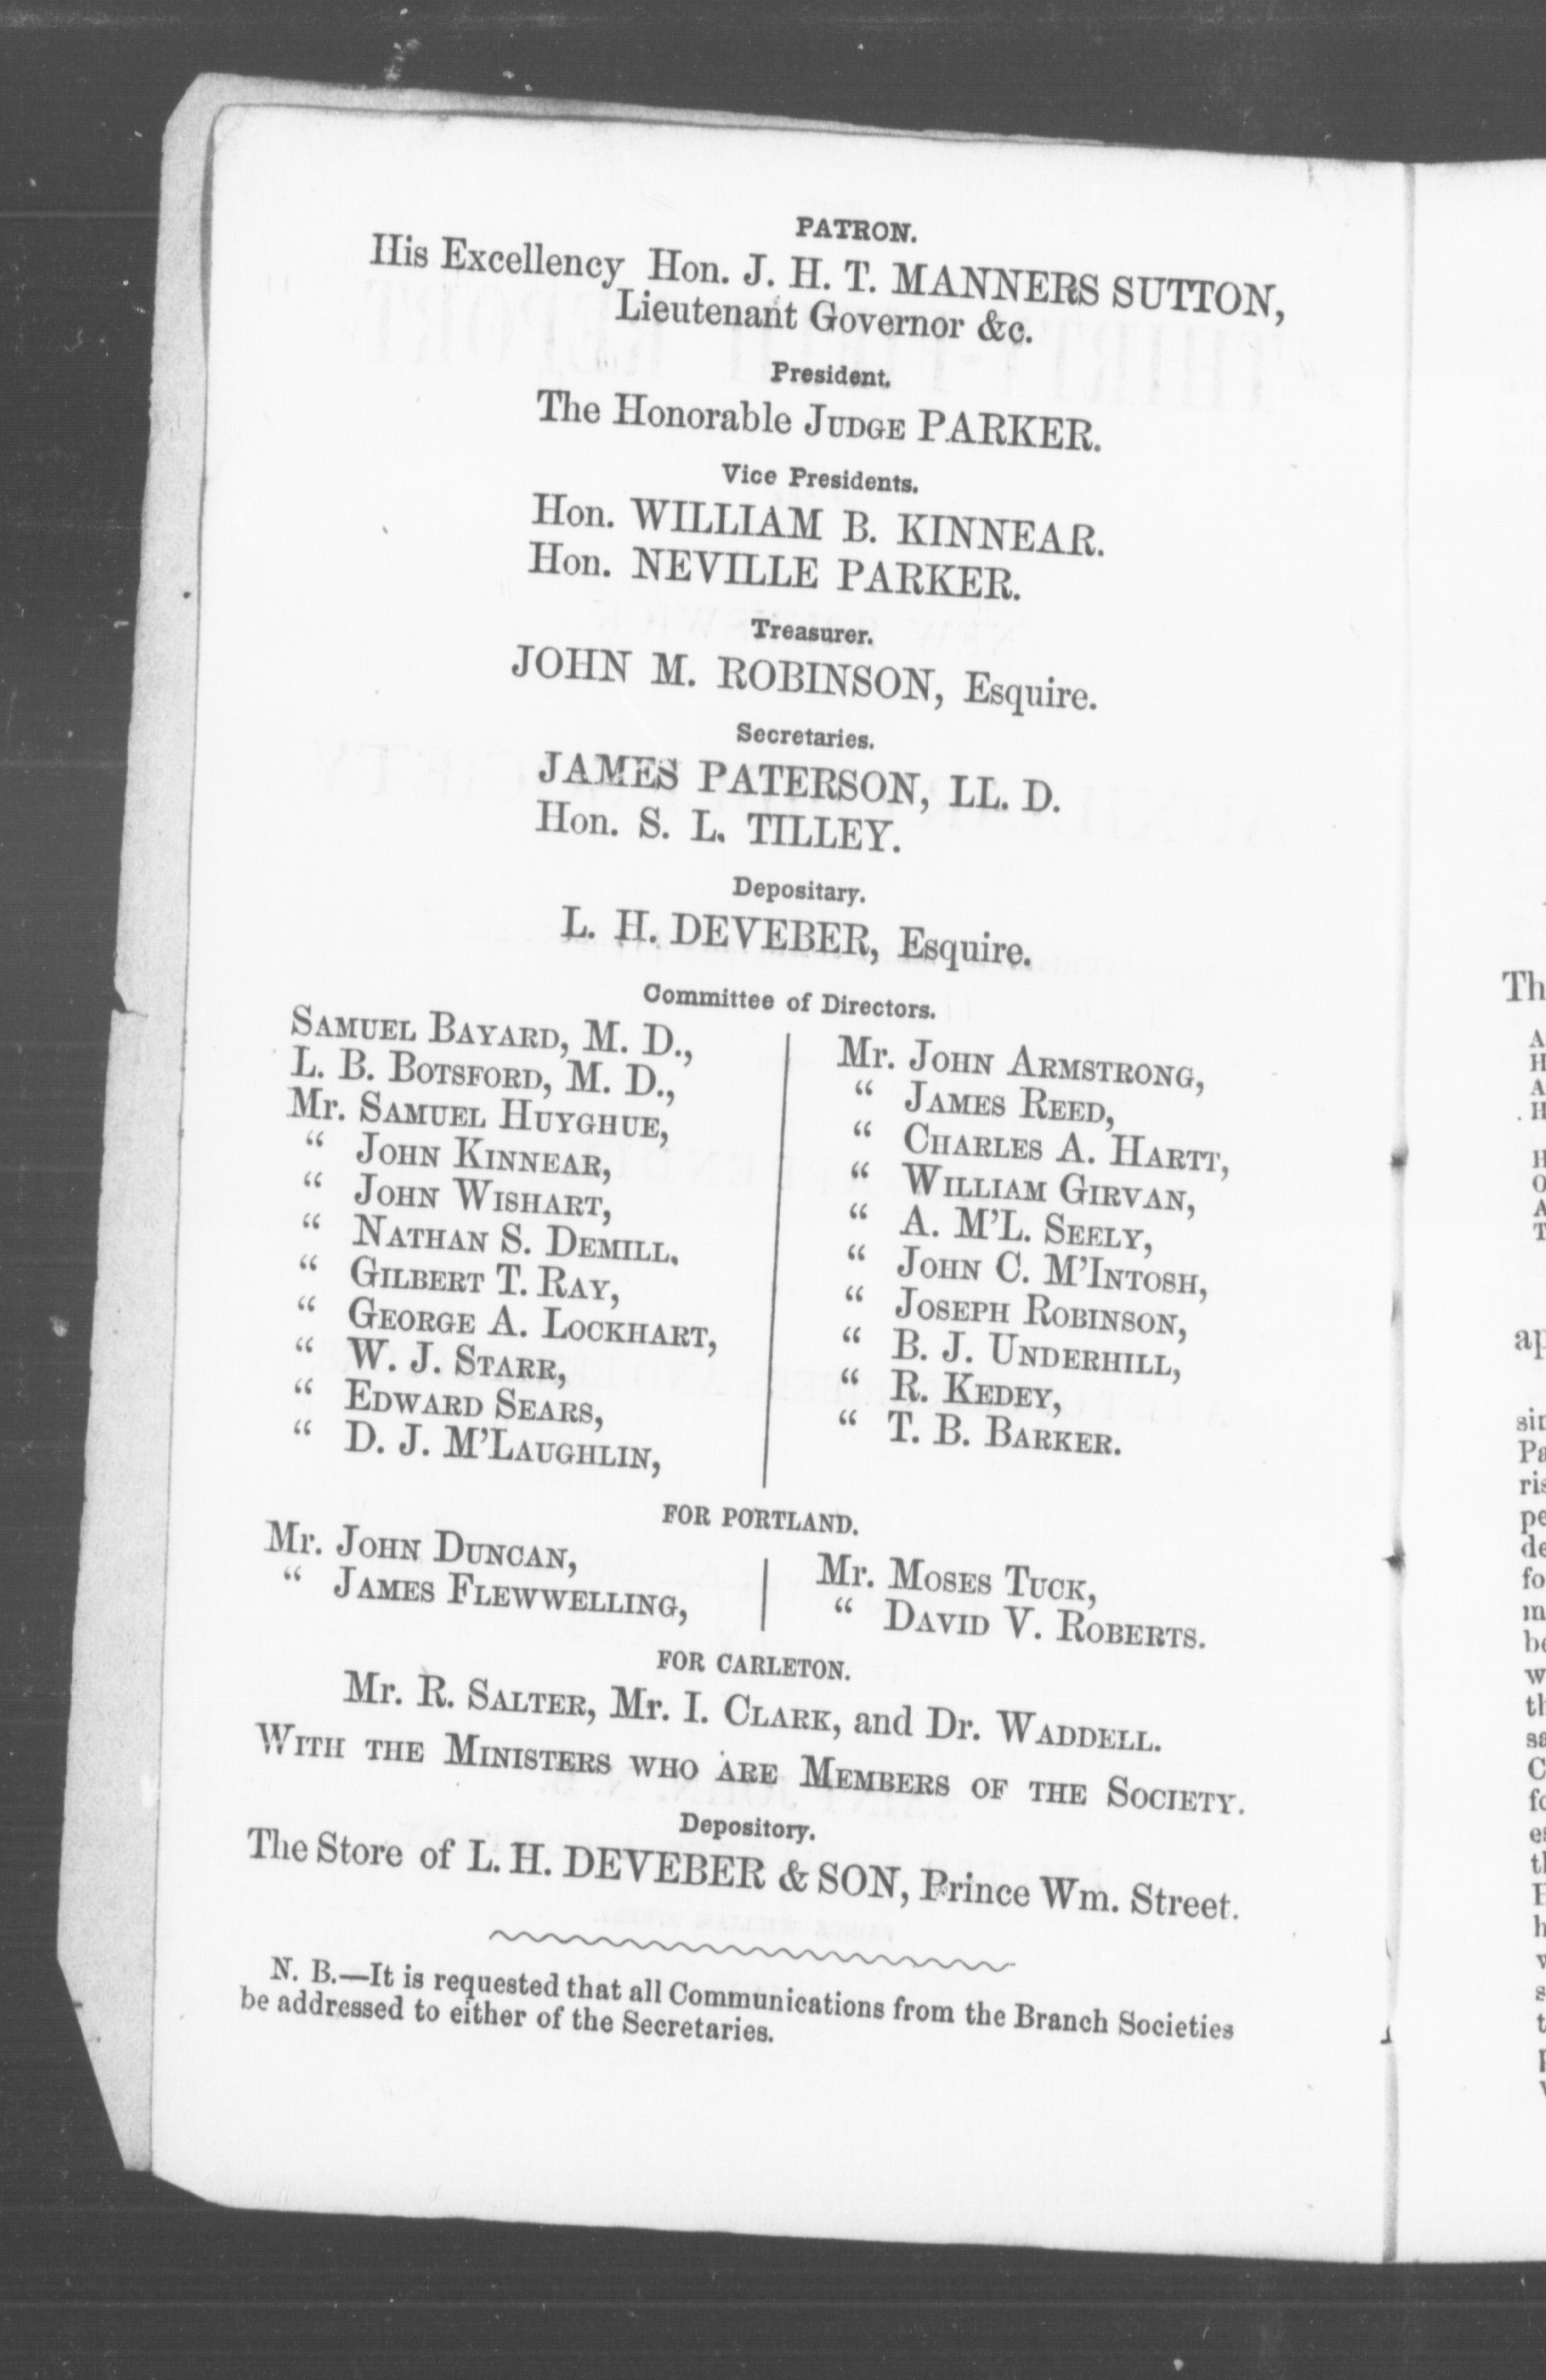 PATRON.
His Excellency Hon. J. H. T. MANNERS SUTTON,
Lieutenant Governor &c.
President.
The Honorable JUDGE PARKER.
Vice Presidents.
Hon. WILLIAM B. KINNEAR.
Hon. NEVILLE PARKER.
Treasurer.
JOHN M. ROBINSON, Esquire.
Secretaries.
JAMES PATERSON, LL. D.
Hon. S. L. TILLEY.
Depositary.
L. H. DEVEBER, Esquire.
Committee of Directors.
SAMUEL BAYARD, M. D.,
L. B. BOTSFORD, M. D.,
Mr. SAMUEL HUYGHUE,
“ JOHN KINNEAR,
“ JOHN WISHART,
“ NATHAN S. DEMILL.
“ GILBERT T. RAY,
“ GEORGE A. LOCKHART,
“ W. J. STARR,
“ EDWARD SEARS,
“ D. J. M’LAUGHLIN,
Mr. JOHN ARMSTRONG,
“ JAMES REED,
“ CHARLES A. HARTT,
“ WILLIAM GIRVAN,
“ A. M’L. SEELY,
“ JOHN C. M’INTOSH,
“ JOSEPH ROBINSON,
“ B. J. UNDERHILL,
“ R. KEDEY,
“ T. B. BARKER.
FOR PORTLAND.
Mr. JOHN DUNCAN,
“ JAMES FLEWWELLING,
Mr. MOSES TUCK,
“ DAVID V. ROBERTS.
FOR CARLETON.
Mr. R. SALTER, Mr. I. CLARK, and Dr. WADDELL.
WITH THE MINISTERS WHO ARE MEMBERS OF THE SOCIETY.
Depository.
The Store of L. H. DEVEBER & SON, Prince Wm. Street.
N. B.—It is requested that all Communications from the Branch Societies
be addressed to either of the Secretaries.